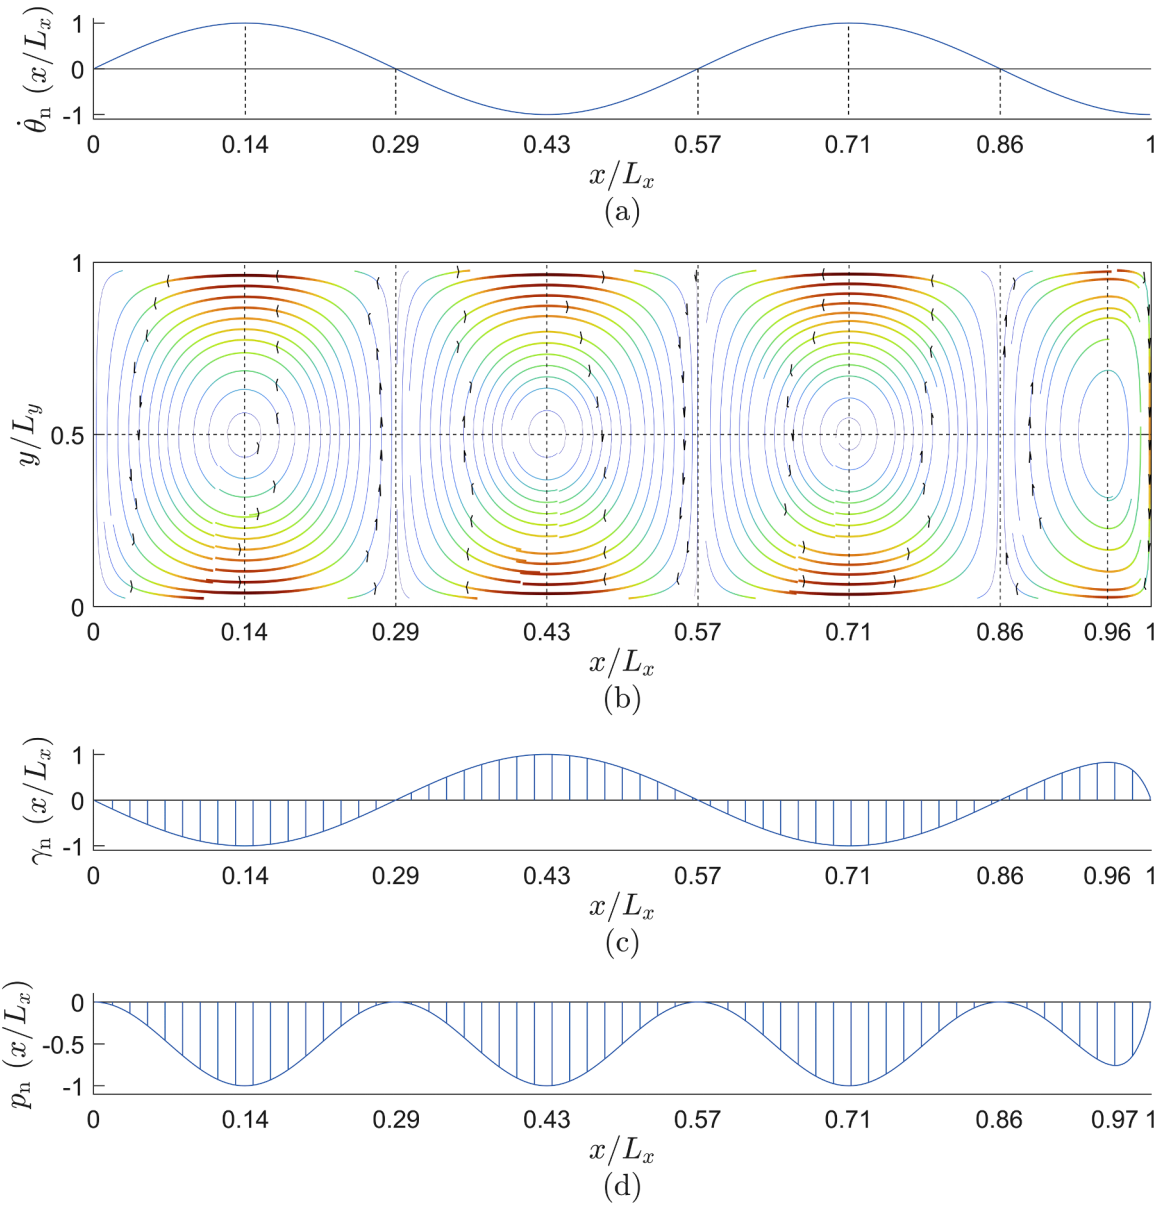 θ̇ₙ (x/Lₓ)
1
0
-1
0 0.14 0.29 0.43 0.57 0.71 0.86 1
x/Lₓ
(a)
y/L_y
1
0.5
0
0 0.14 0.29 0.43 0.57 0.71 0.86 0.96 1
x/Lₓ
(b)
γₙ (x/Lₓ)
1
0
-1
0 0.14 0.29 0.43 0.57 0.71 0.86 0.96 1
x/Lₓ
(c)
pₙ (x/Lₓ)
0
-0.5
-1
0 0.14 0.29 0.43 0.57 0.71 0.86 0.97 1
x/Lₓ
(d)